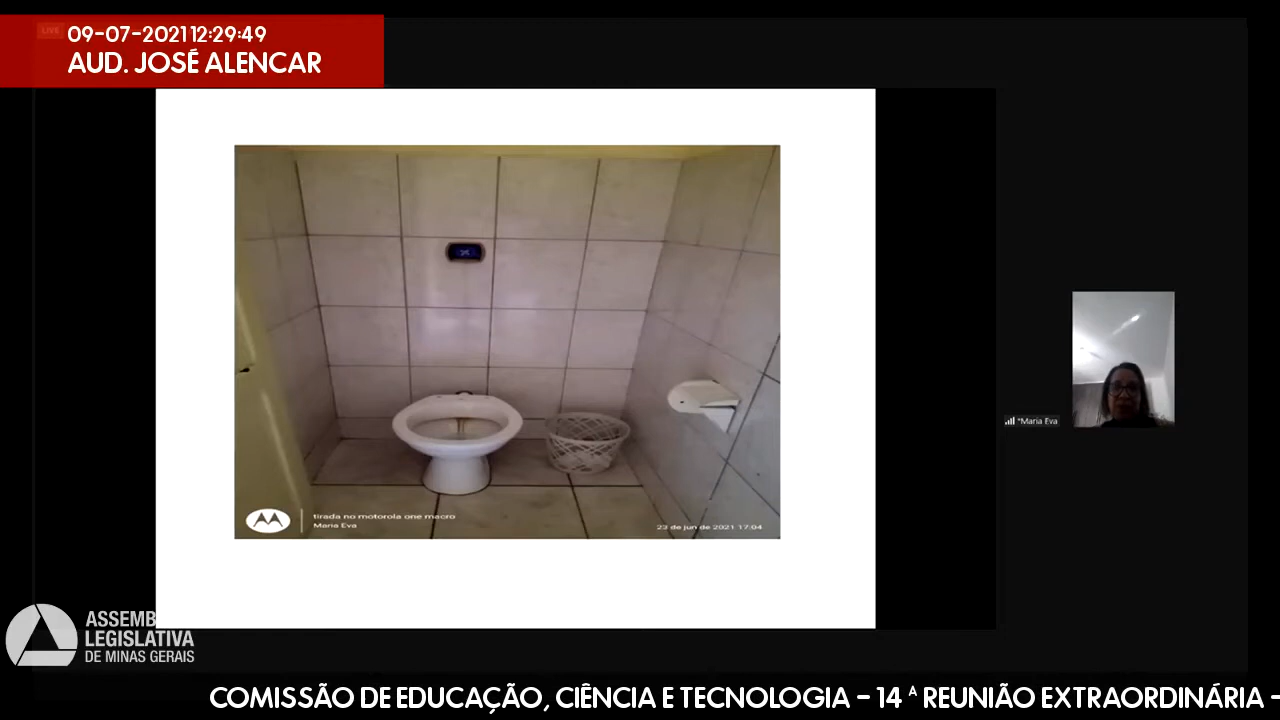 LIVE
09-07-2021 12:29:49
AUD. JOSÉ ALENCAR
tirada no motorola one macro
Maria Eva
23 de jun de 2021 17:04
*Maria Eva
ASSEMB
LEGISLATIVA
DE MINAS GERAIS
COMISSÃO DE EDUCAÇÃO, CIÊNCIA E TECNOLOGIA - 14ª REUNIÃO EXTRAORDINÁRIA -